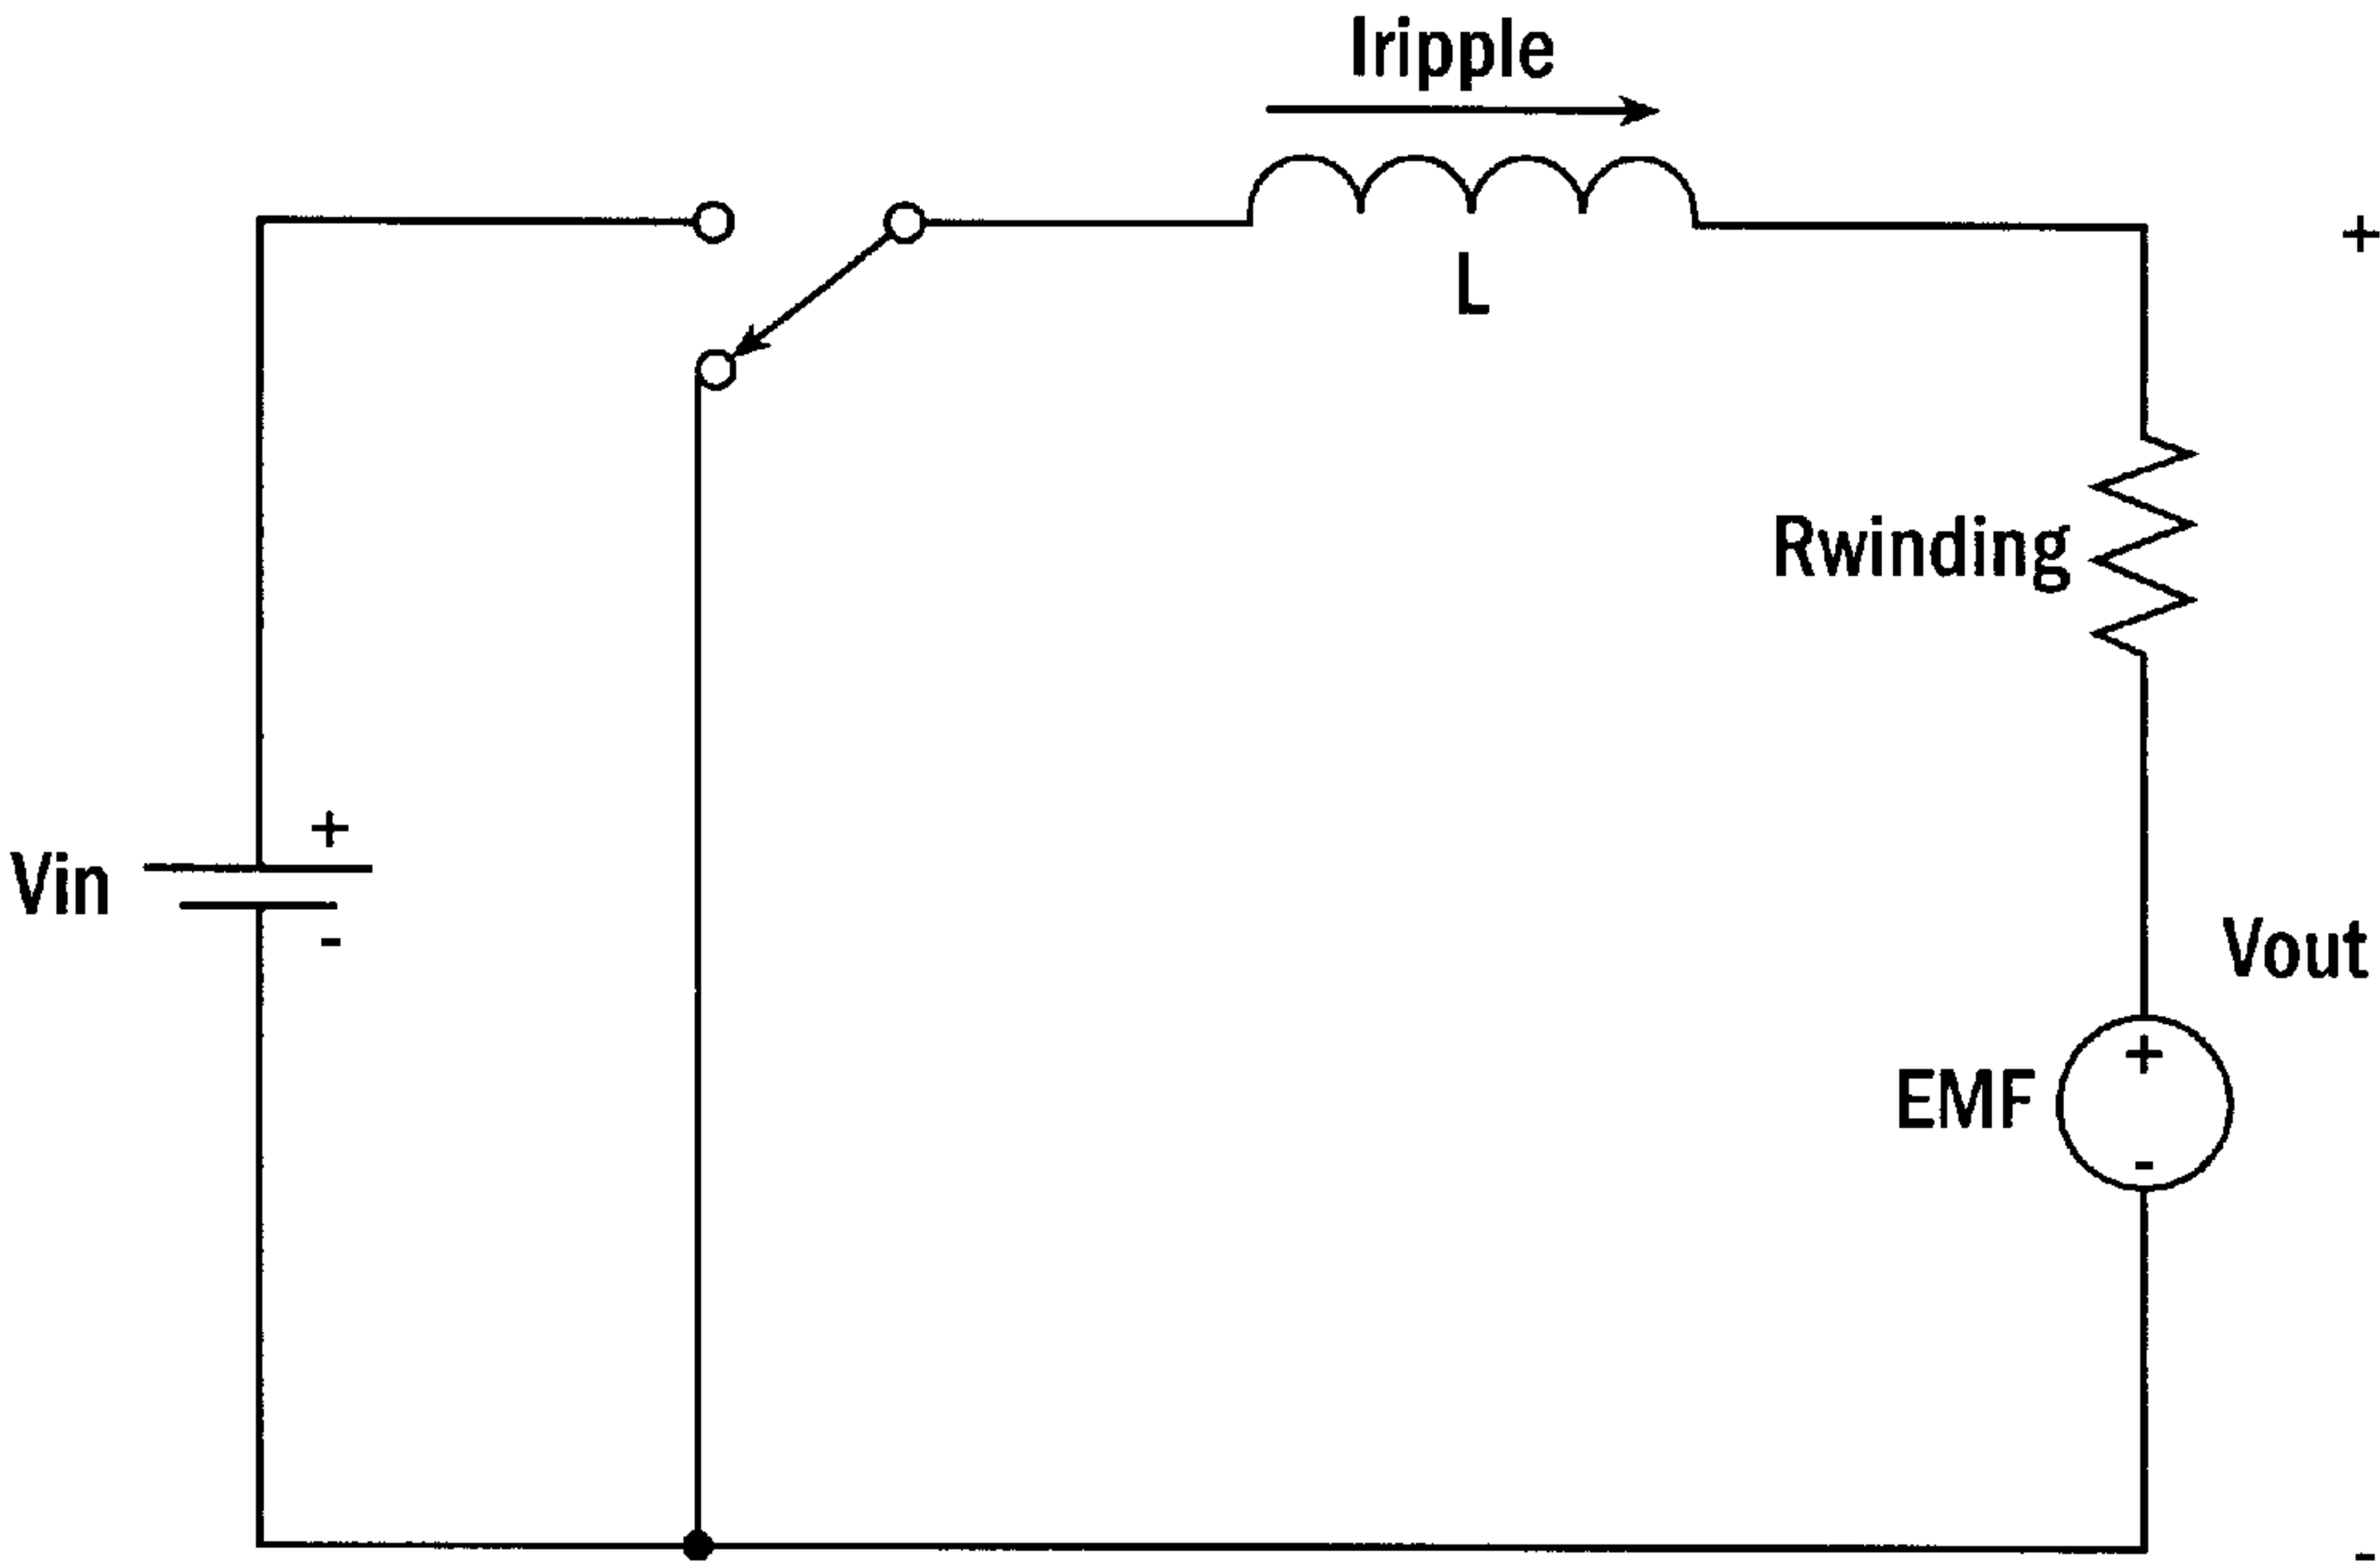 Iripple
+
L
Rwinding
+
Vin
-
Vout
+
EMF
-
-